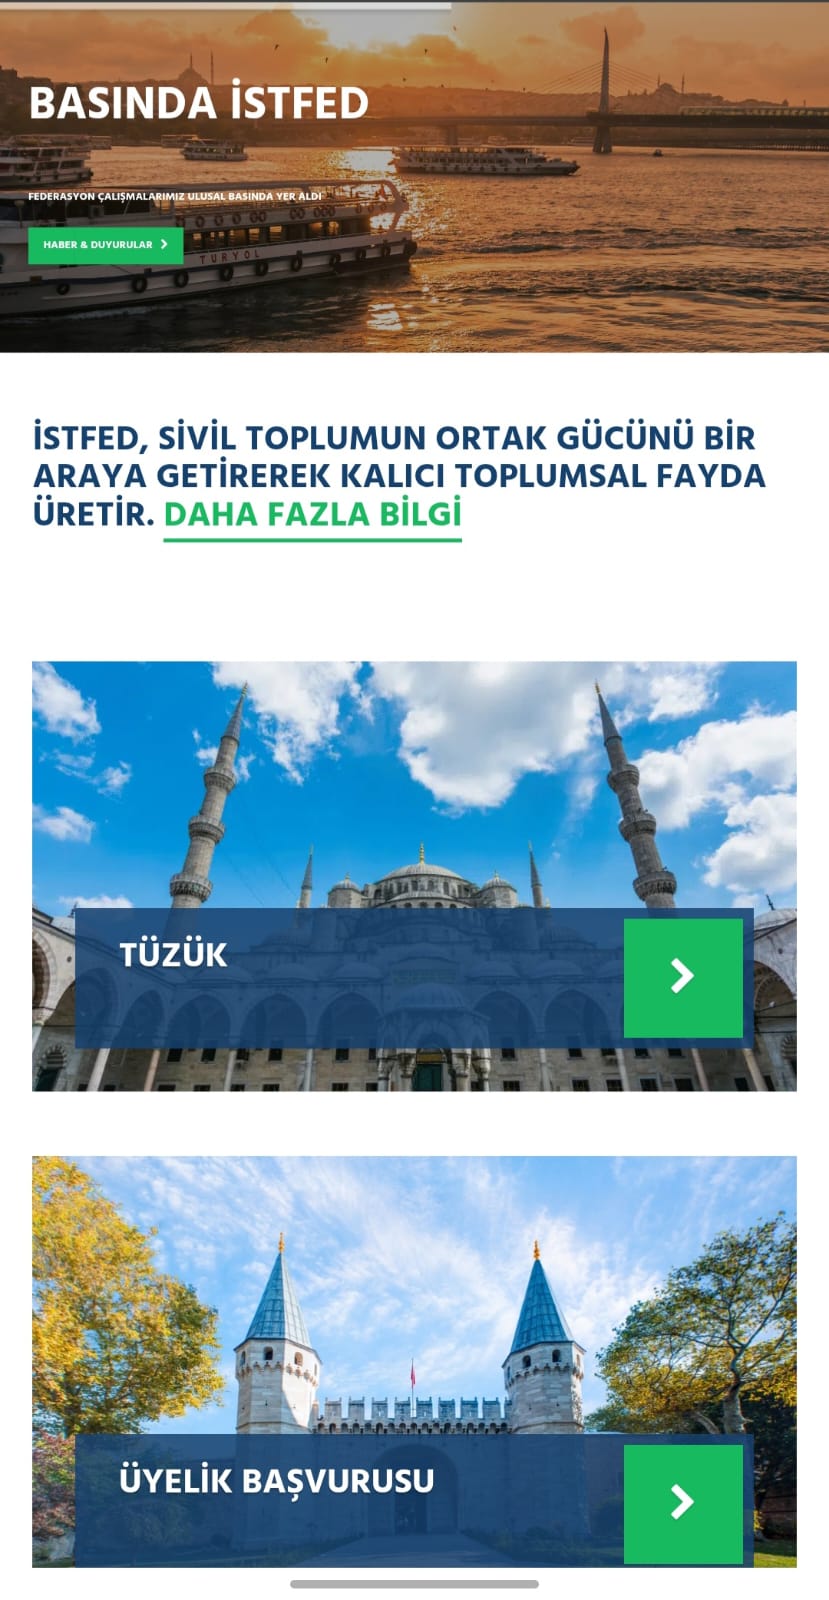 BASINDA İSTFED
FEDERASYON ÇALIŞMALARIMIZ ULUSAL BASINDA YER ALDI
HABER & DUYURULAR
TURYOL
İSTFED, SİVİL TOPLUMUN ORTAK GÜCÜNÜ BİR
ARAYA GETİREREK KALICI TOPLUMSAL FAYDA
ÜRETİR. DAHA FAZLA BİLGİ
TÜZÜK
ÜYELİK BAŞVURUSU